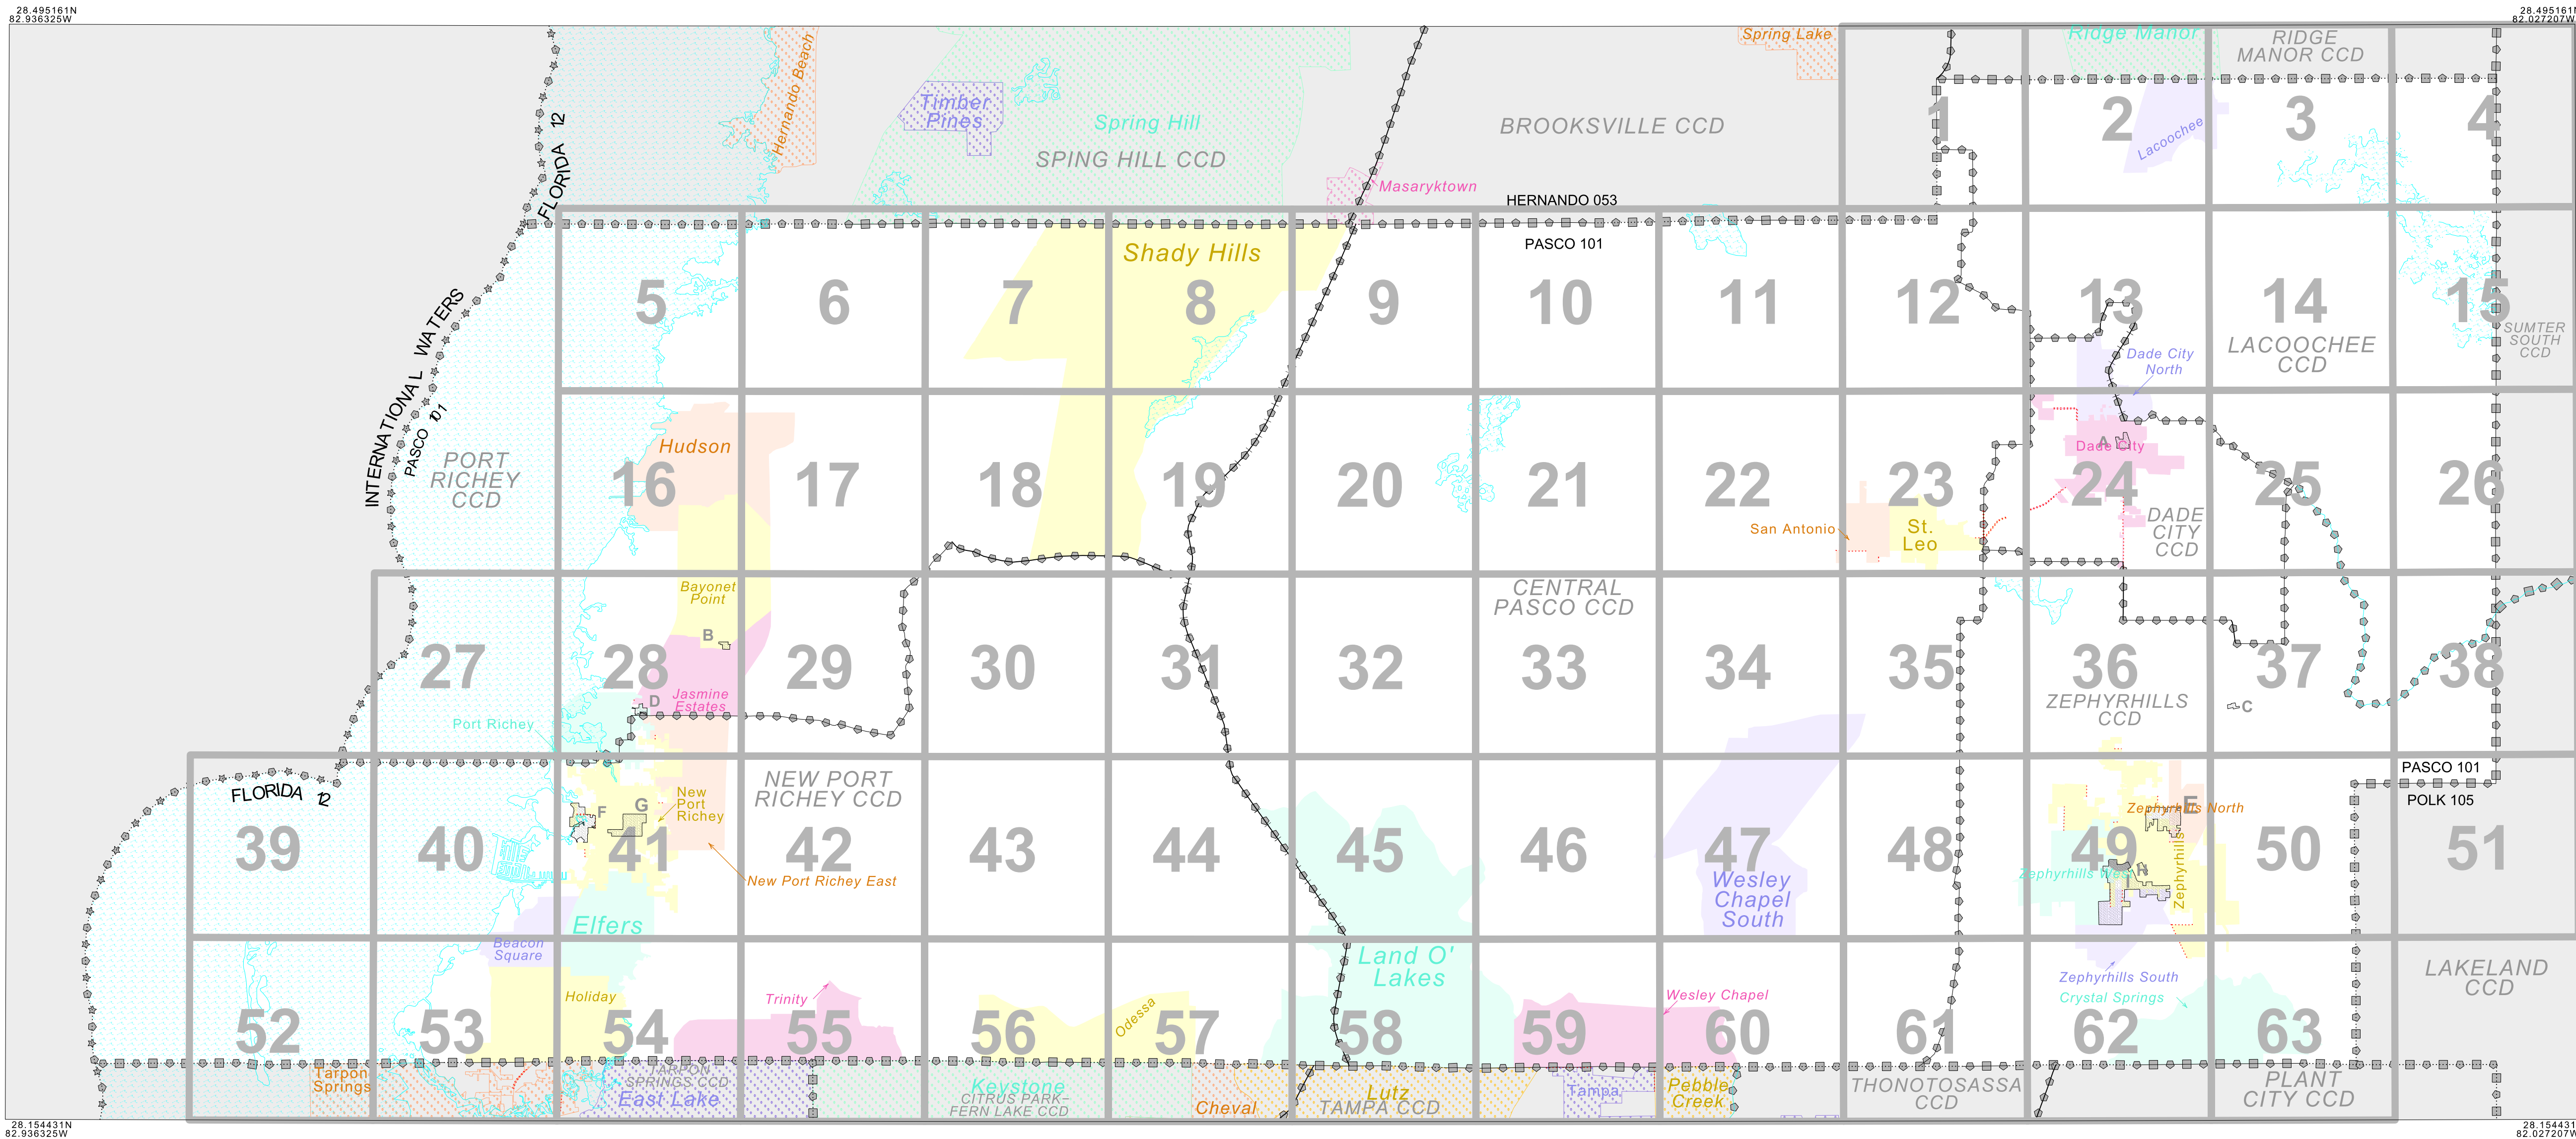 28.495161N
82.936325W
28.495161N
82.027207W
Hernando Beach
Timber
Pines
Spring Hill
SPING HILL CCD
Masaryktown
BROOKSVILLE CCD
Spring Lake
Ridge Manor
RIDGE
MANOR CCD
FLORIDA 12
1
2
Lacoochee
3
4
HERNANDO 053
PASCO 101
INTERNATIONAL WATERS
PASCO 101
Shady Hills
5
6
7
8
9
10
11
12
13
14
15
Dade City
North
LACOOCHEE
CCD
SUMTER
SOUTH
CCD
PORT
RICHEY
CCD
Hudson
16
17
18
19
20
21
22
23
24
25
26
San Antonio
St.
Leo
A
Dade City
DADE
CITY
CCD
Bayonet
Point
B
CENTRAL
PASCO CCD
27
28
29
30
31
32
33
34
35
36
37
38
D
Jasmine
Estates
Port Richey
ZEPHYRHILLS
CCD
C
FLORIDA 12
NEW PORT
RICHEY CCD
New
Port
Richey
F
G
PASCO 101
POLK 105
Zephyrhills North
E
39
40
41
42
43
44
45
46
47
48
49
50
51
New Port Richey East
Wesley
Chapel
South
Zephyrhills West
H
I
Zephyrhills
Elfers
Beacon
Square
Land O'
Lakes
Zephyrhills South
Crystal Springs
LAKELAND
CCD
Holiday
Trinity
Odessa
Wesley Chapel
52
53
54
55
56
57
58
59
60
61
62
63
Tarpon
Springs
TARPON
SPRINGS CCD
East Lake
Keystone
CITRUS PARK-
FERN LAKE CCD
Cheval
Lutz
TAMPA CCD
Tampa
Pebble
Creek
THONOTOSASSA
CCD
PLANT
CITY CCD
28.154431N
82.936325W
28.154431N
82.027207W